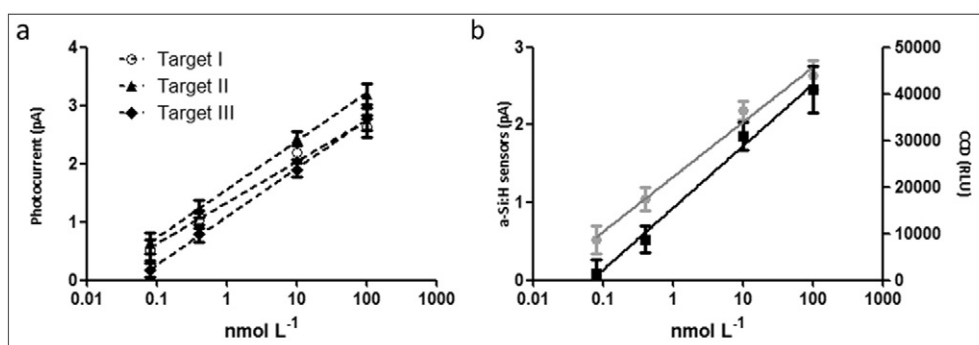 a
4
3
2
1
0
Photocurrent (pA)
Target I
Target II
Target III
0.01 0.1 1 10 100 1000
nmol L-1
b
3
2
1
0
a-Si:H sensors (pA)
50000
40000
30000
20000
10000
0
CCD (RLU)
0.01 0.1 1 10 100 1000
nmol L-1